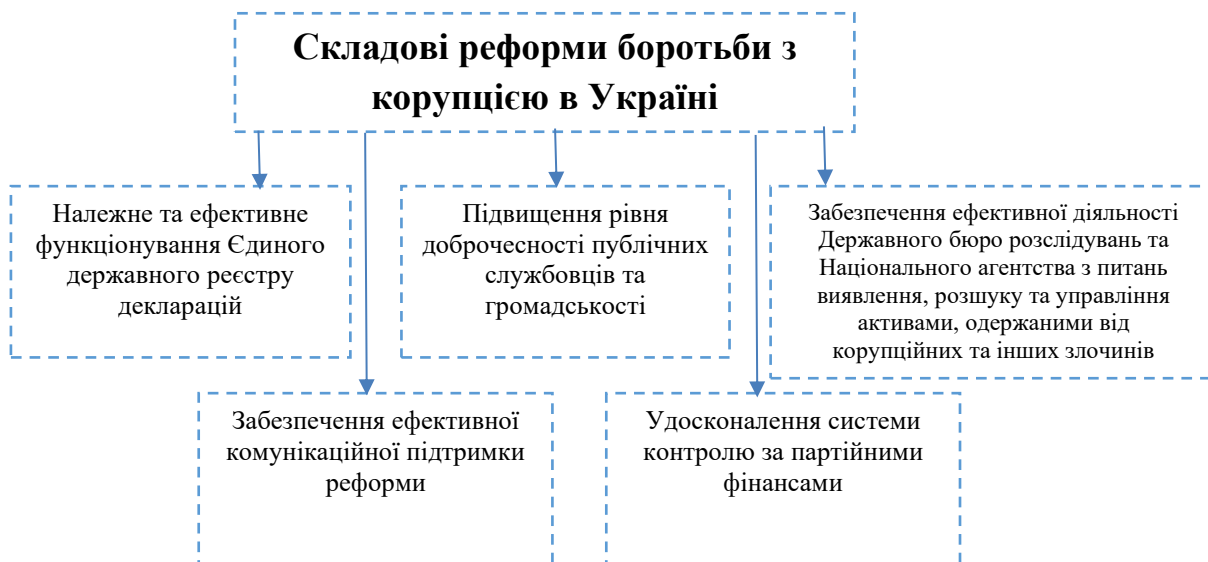 Складові реформи боротьби з
корупцією в Україні
Належне та ефективне
функціонування Єдиного
державного реєстру
декларацій
Підвищення рівня
доброчесності публічних
службовців та
громадськості
Забезпечення ефективної діяльності
Державного бюро розслідувань та
Національного агентства з питань
виявлення, розшуку та управління
активами, одержаними від
корупційних та інших злочинів
Забезпечення ефективної
комунікаційної підтримки
реформи
Удосконалення системи
контролю за партійними
фінансами